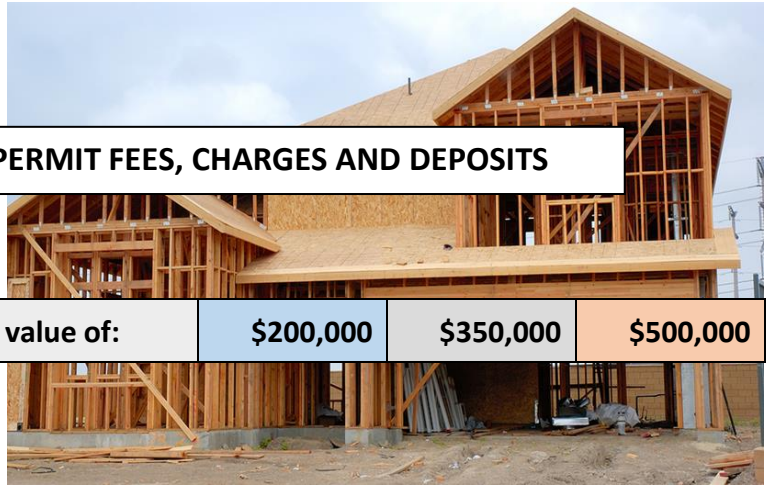 PERMIT FEES, CHARGES AND DEPOSITS
value of: $200,000 $350,000 $500,000